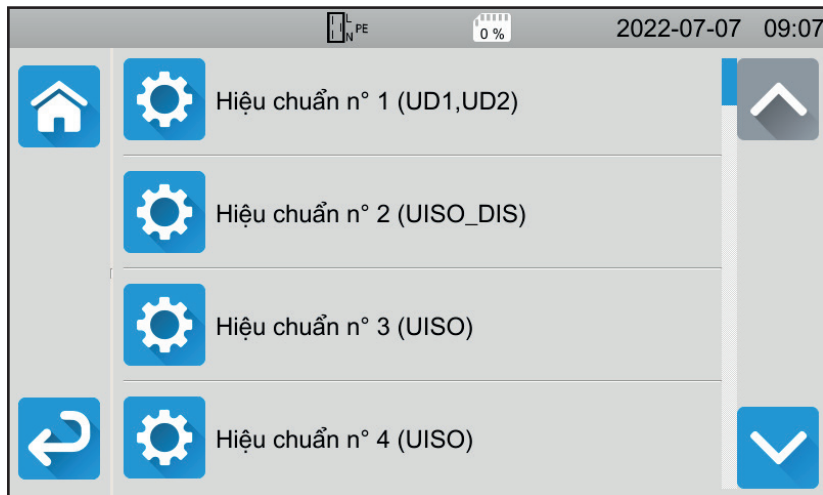 L
N PE
0 %
2022-07-07 09:07
Hiệu chuẩn n° 1 (UD1,UD2)
Hiệu chuẩn n° 2 (UISO_DIS)
Hiệu chuẩn n° 3 (UISO)
Hiệu chuẩn n° 4 (UISO)